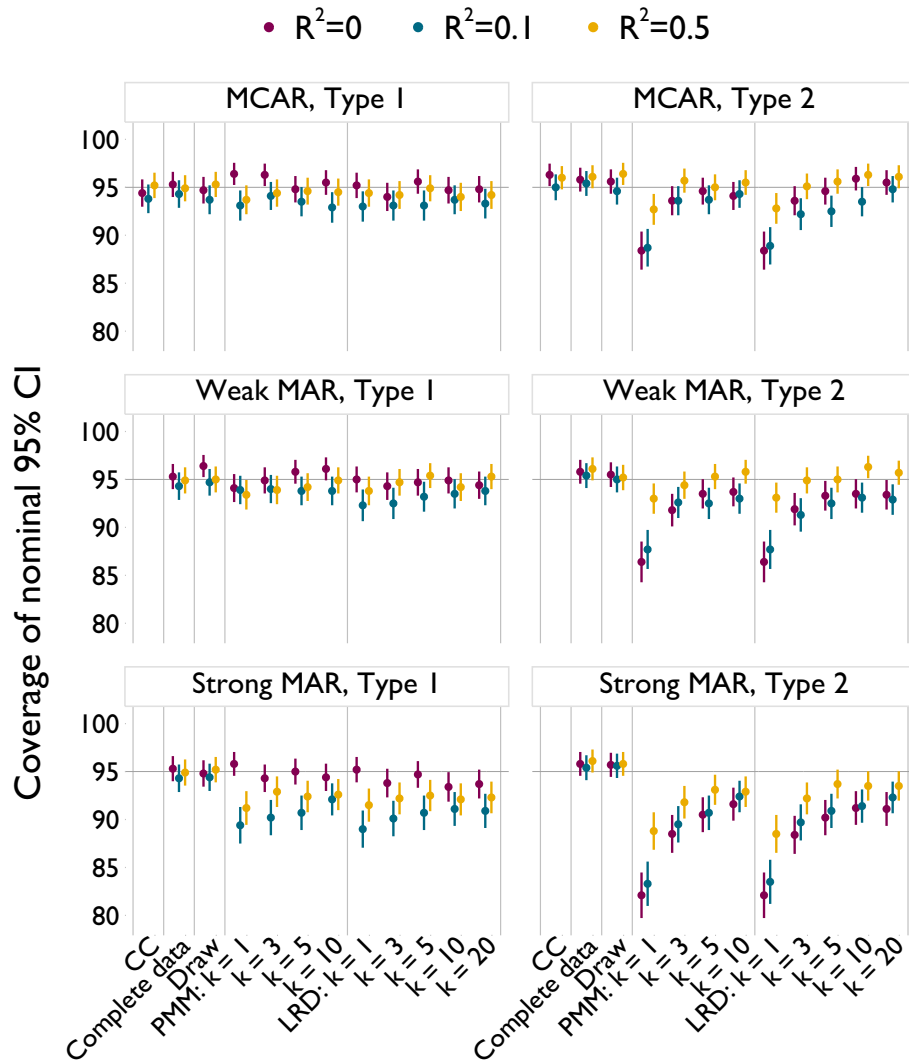 R²=0 R²=0.1 R²=0.5
MCAR, Type 1
MCAR, Type 2
100
95
90
85
80
Weak MAR, Type 1
Weak MAR, Type 2
100
95
90
85
80
Strong MAR, Type 1
Strong MAR, Type 2
100
95
90
85
80
Coverage of nominal 95% CI
CC
Complete data
Draw
PMM: k = 1
k = 3
k = 5
k = 10
LRD: k = 1
k = 3
k = 5
k = 10
k = 20
CC
Complete data
Draw
PMM: k = 1
k = 3
k = 5
k = 10
LRD: k = 1
k = 3
k = 5
k = 10
k = 20